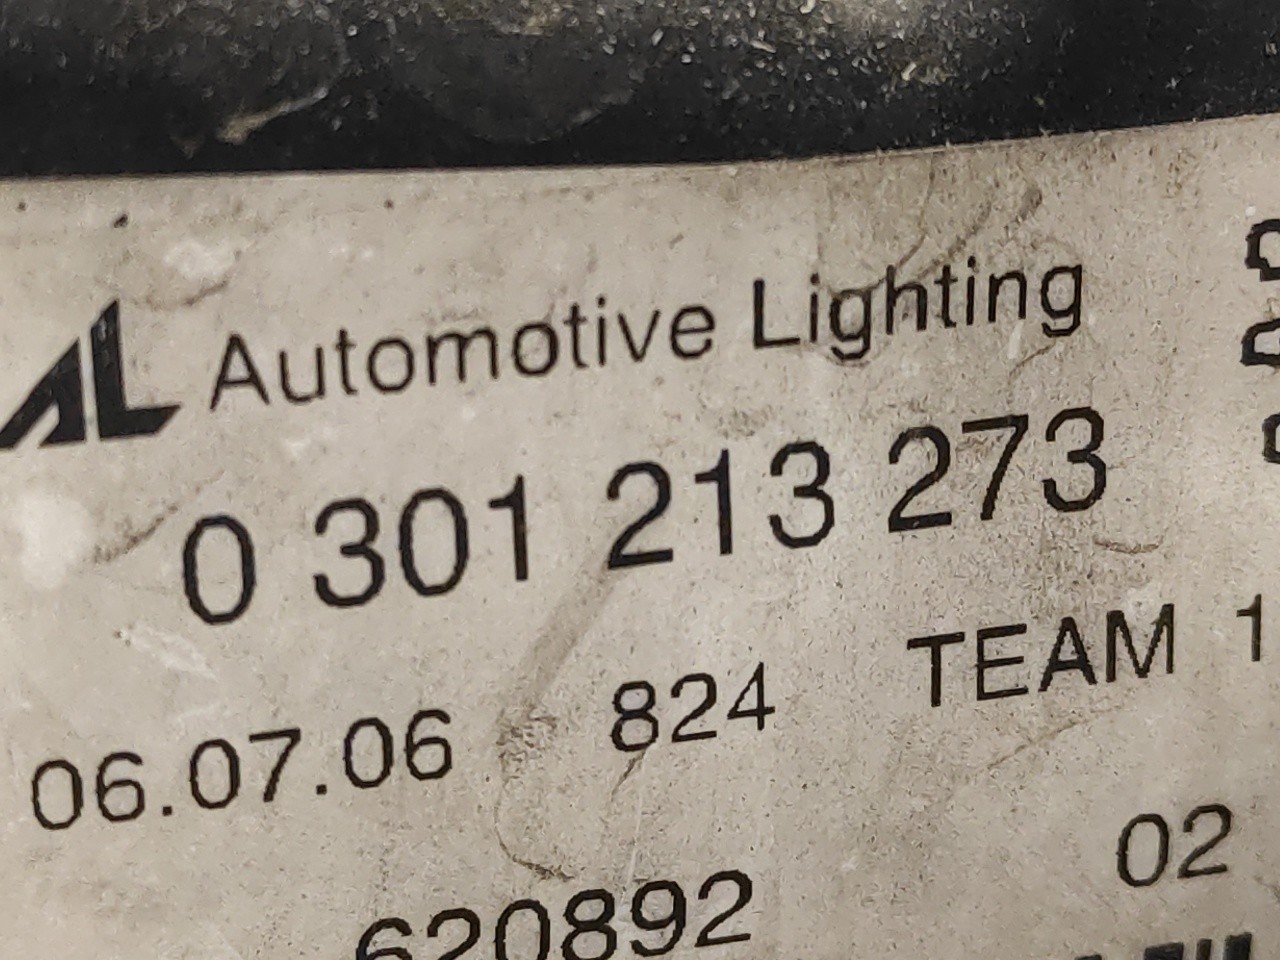 AL Automotive Lighting
0 301 213 273
06.07.06 824 TEAM 1
02
620892